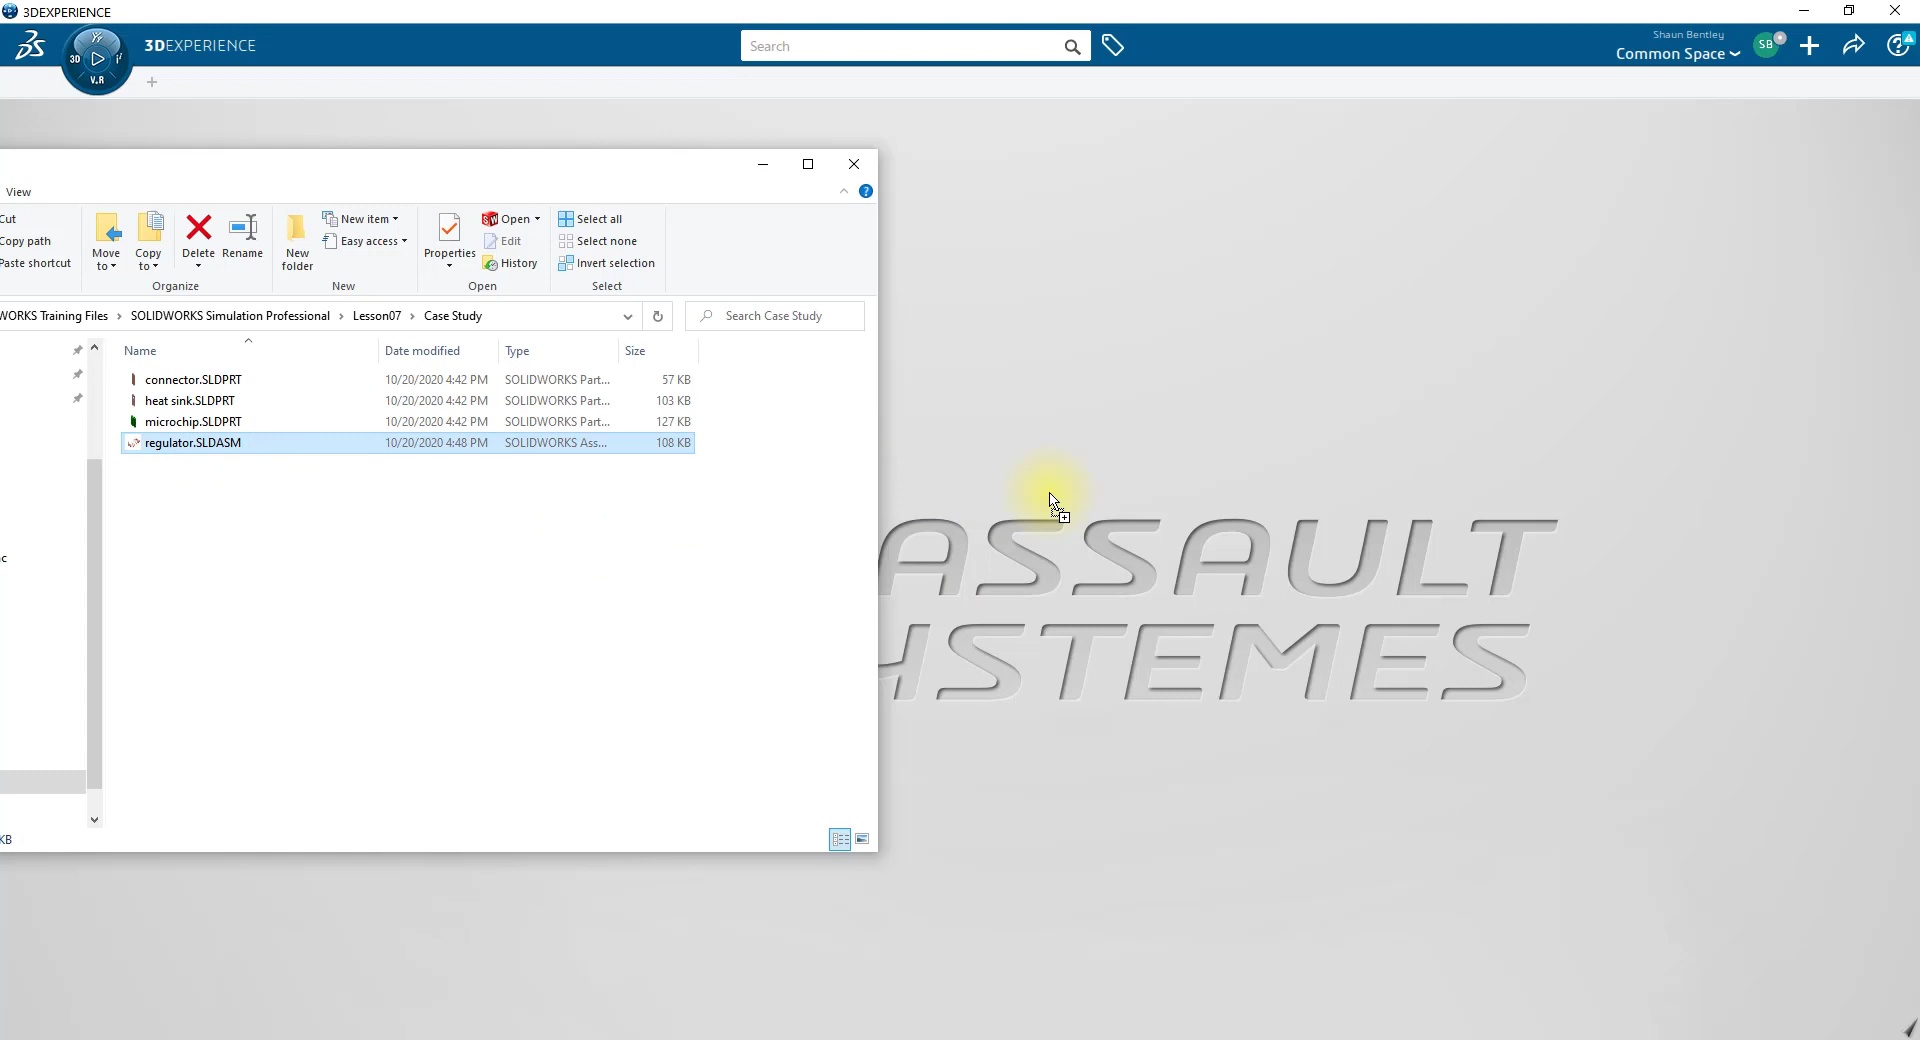 3DEXPERIENCE
3DEXPERIENCE
Search
Shaun Bentley
Common Space
SB
3D
V.R
View
Cut
Copy path
Paste shortcut
Move to
Copy to
Delete
Rename
Organize
New folder
New item
Easy access
New
Properties
Open
Edit
History
Open
Select all
Select none
Invert selection
Select
WORKS Training Files > SOLIDWORKS Simulation Professional > Lesson07 > Case Study
Search Case Study
Name Date modified Type Size
connector.SLDPRT 10/20/2020 4:42 PM SOLIDWORKS Part... 57 KB
heat sink.SLDPRT 10/20/2020 4:42 PM SOLIDWORKS Part... 103 KB
microchip.SLDPRT 10/20/2020 4:42 PM SOLIDWORKS Part... 127 KB
regulator.SLDASM 10/20/2020 4:48 PM SOLIDWORKS Ass... 108 KB
c
KB
ASSAULT
YSTEMES